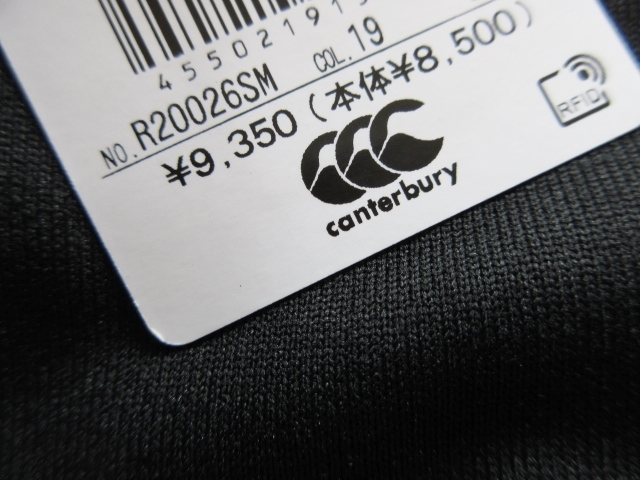 4550219
NO. R20026SM COL. 19
¥9,350(本体¥8,500)
RFID
canterbury